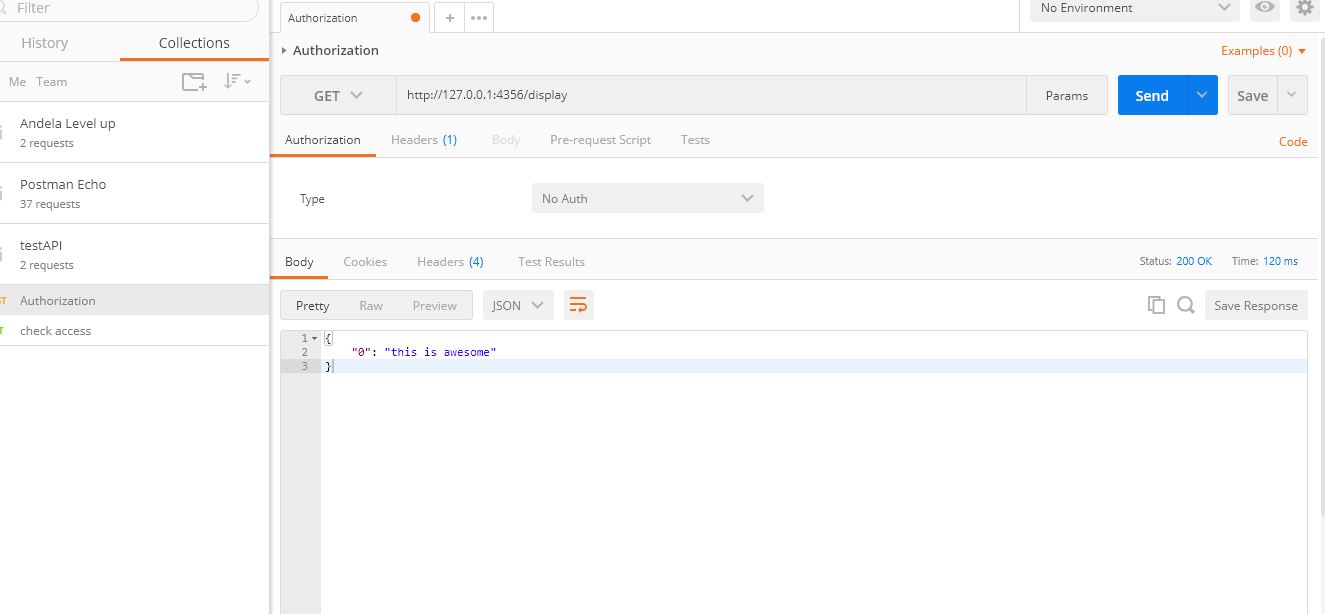 Filter
History Collections
Me Team
Andela Level up
2 requests
Postman Echo
37 requests
testAPI
2 requests
Authorization
check access
Authorization + •••
No Environment
Authorization
Examples (0)
GET http://127.0.0.1:4356/display Params Send Save
Authorization Headers (1) Body Pre-request Script Tests Code
Type No Auth
Body Cookies Headers (4) Test Results Status: 200 OK Time: 120 ms
Pretty Raw Preview JSON Save Response
1 {
2 "0": "this is awesome"
3 }